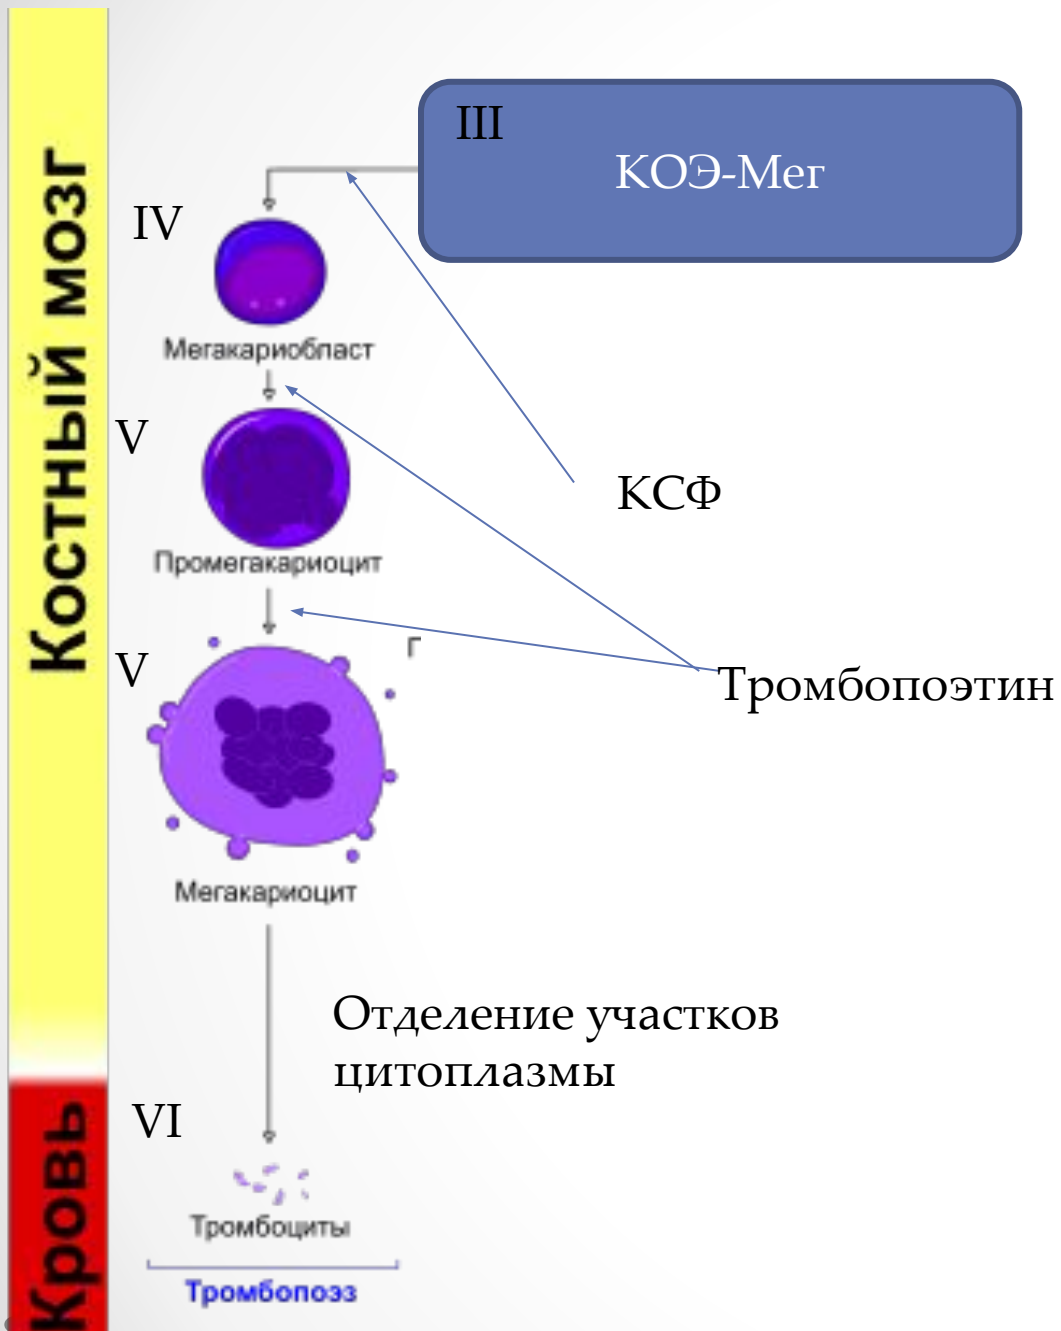 Костный мозг
III
КОЭ-Мег
IV
Мегакариобласт
V
КСФ
Промегакариоцит
Г
V
Тромбопоэтин
Мегакариоцит
Отделение участков
цитоплазмы
VI
Кровь
Тромбоциты
Тромбопоэз